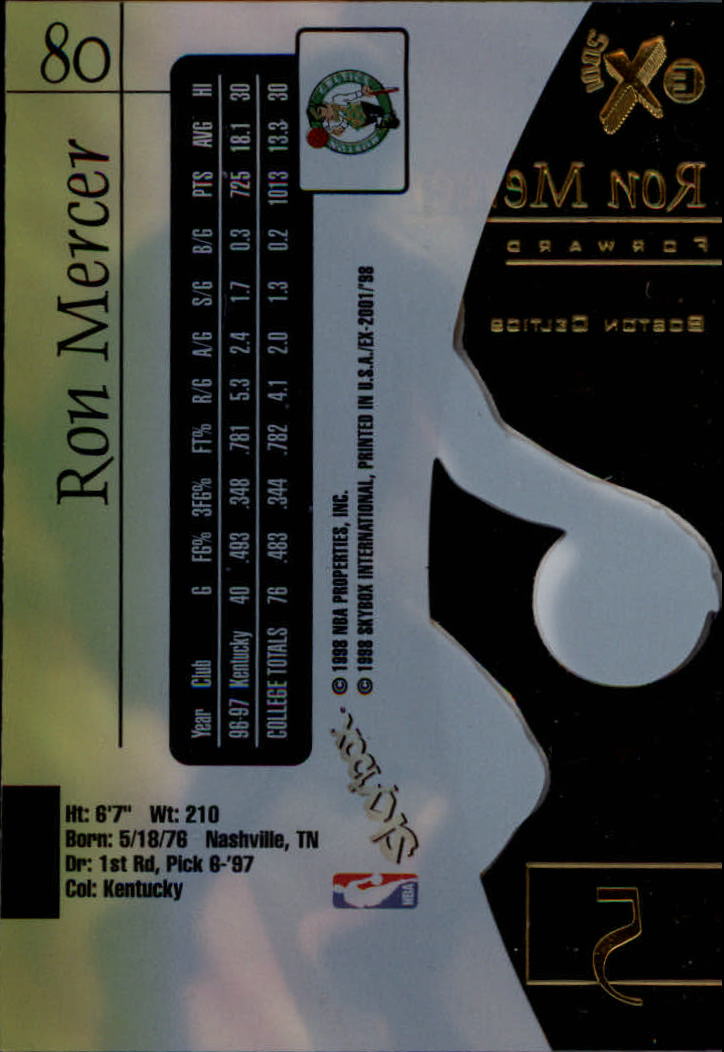 80
Ron Mercer
Year Club G FG% 3FG% FT% R/G A/G S/G B/G PTS AVG HI
96-97 Kentucky 40 .493 .348 .781 5.3 2.4 1.7 0.3 725 18.1 30
COLLEGE TOTALS 76 .483 .344 .782 4.1 2.0 1.3 0.2 1013 13.3 30
Ht: 6'7" Wt: 210
Born: 5/18/76 Nashville, TN
Dr: 1st Rd, Pick 6-'97
Col: Kentucky
© 1998 NBA PROPERTIES, INC.
© 1998 SKYBOX INTERNATIONAL, PRINTED IN U.S.A./EX-2001/'98
SkyBox
NBA
E X 2001
Ron Mercer
FORWARD
BOSTON CELTICS
5